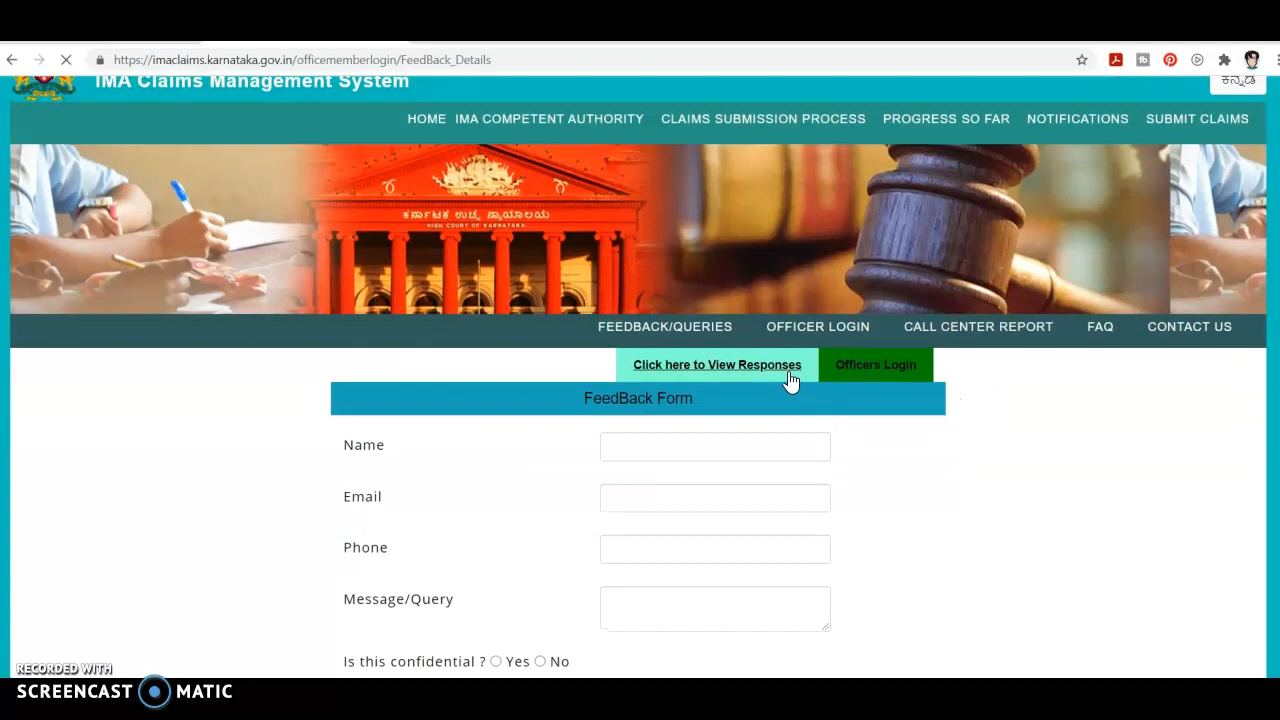 https://imaclaims.karnataka.gov.in/officememberlogin/FeedBack_Details
IMA Claims Management System
ಕನ್ನಡ
HOME IMA COMPETENT AUTHORITY CLAIMS SUBMISSION PROCESS PROGRESS SO FAR NOTIFICATIONS SUBMIT CLAIMS
ಕರ್ನಾಟಕ ಉಚ್ಚ ನ್ಯಾಯಾಲಯ
HIGH COURT OF KARNATAKA
FEEDBACK/QUERIES OFFICER LOGIN CALL CENTER REPORT FAQ CONTACT US
Click here to View Responses Officers Login
FeedBack Form
Name
Email
Phone
Message/Query
Is this confidential ? Yes No
RECORDED WITH
SCREENCAST MATIC